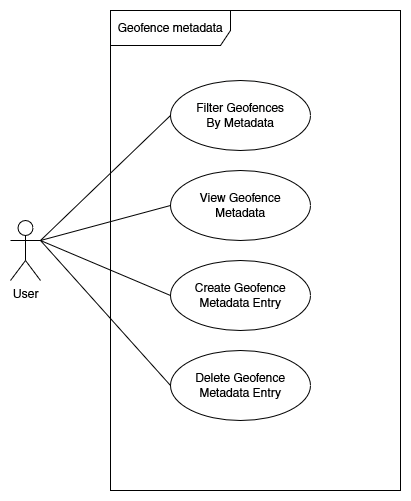 Geofence metadata
Filter Geofences
By Metadata
View Geofence
Metadata
User
Create Geofence
Metadata Entry
Delete Geofence
Metadata Entry